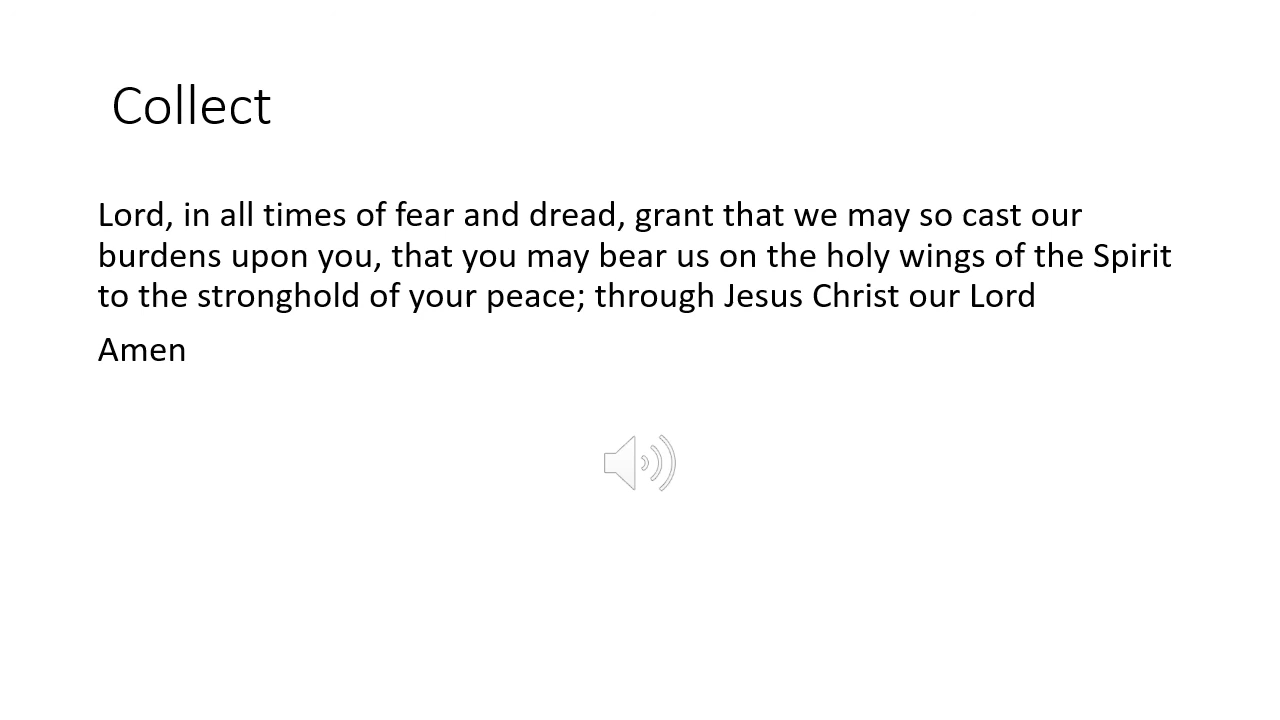 Collect
Lord, in all times of fear and dread, grant that we may so cast our
burdens upon you, that you may bear us on the holy wings of the Spirit
to the stronghold of your peace; through Jesus Christ our Lord
Amen